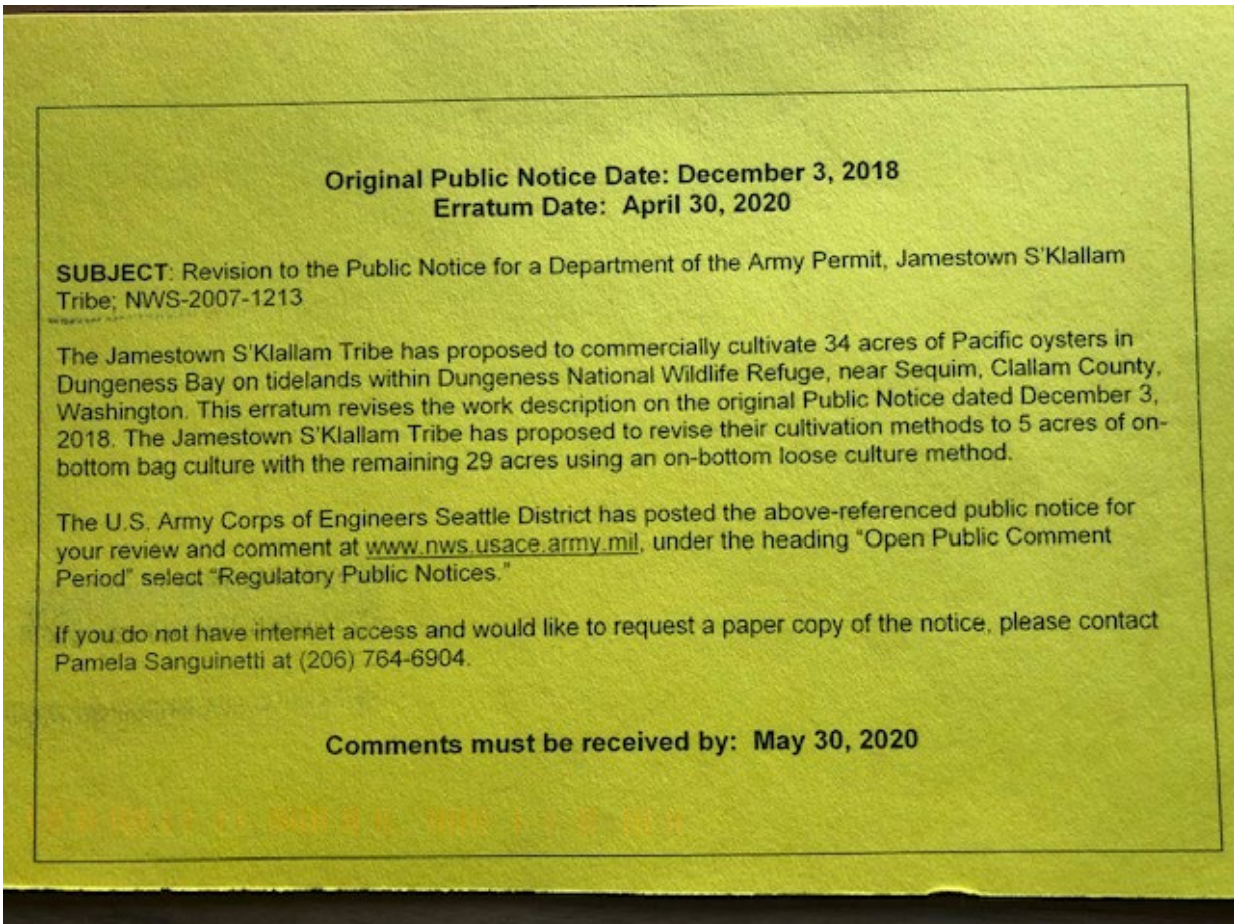 Original Public Notice Date: December 3, 2018
Erratum Date: April 30, 2020
SUBJECT: Revision to the Public Notice for a Department of the Army Permit, Jamestown S'Klallam
Tribe; NWS-2007-1213
The Jamestown S'Klallam Tribe has proposed to commercially cultivate 34 acres of Pacific oysters in
Dungeness Bay on tidelands within Dungeness National Wildlife Refuge, near Sequim, Clallam County,
Washington. This erratum revises the work description on the original Public Notice dated December 3,
2018. The Jamestown S'Klallam Tribe has proposed to revise their cultivation methods to 5 acres of on-
bottom bag culture with the remaining 29 acres using an on-bottom loose culture method.
The U.S. Army Corps of Engineers Seattle District has posted the above-referenced public notice for
your review and comment at www.nws.usace.army.mil, under the heading "Open Public Comment
Period" select "Regulatory Public Notices."
If you do not have internet access and would like to request a paper copy of the notice, please contact
Pamela Sanguinetti at (206) 764-6904.
Comments must be received by: May 30, 2020